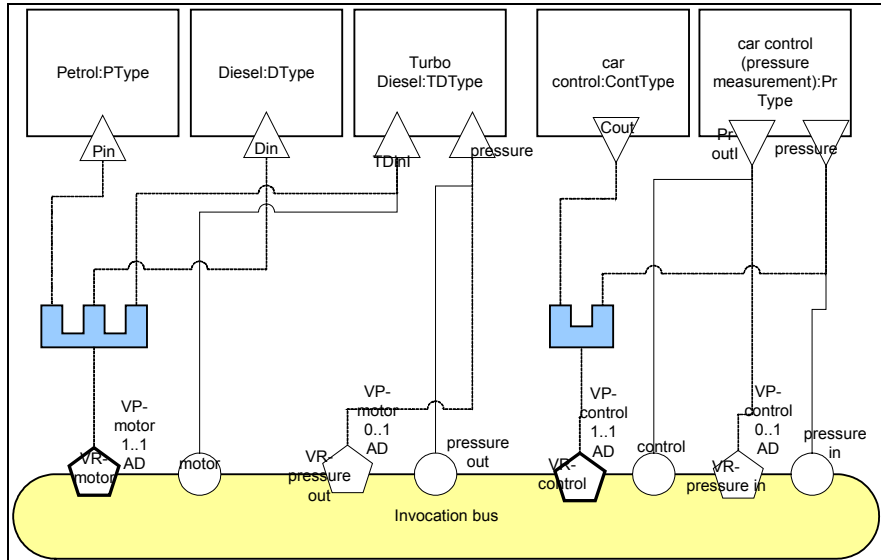 Petrol:PType
Diesel:DType
Turbo
Diesel:TDType
car
control:ContType
car control
(pressure
measurement):Pr
Type
Pin
Din
TDinI
pressure
Cout
Pr
outI
pressure
VP-
motor
1..1
AD
VR-
motor
motor
VP-
motor
0..1
AD
VR-
pressure
out
pressure
out
VP-
control
1..1
AD
VR-
control
control
VP-
control
0..1
AD
VR-
pressure in
pressure
in
Invocation bus